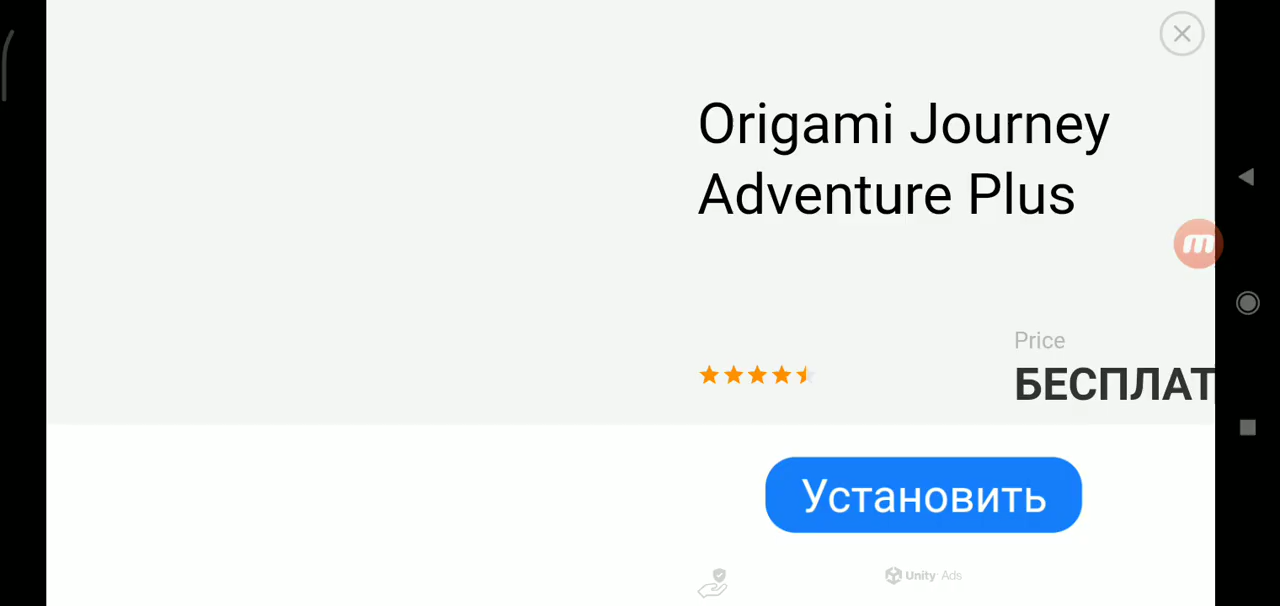 Origami Journey
Adventure Plus
Price
БЕСПЛАТ
Установить
Unity Ads